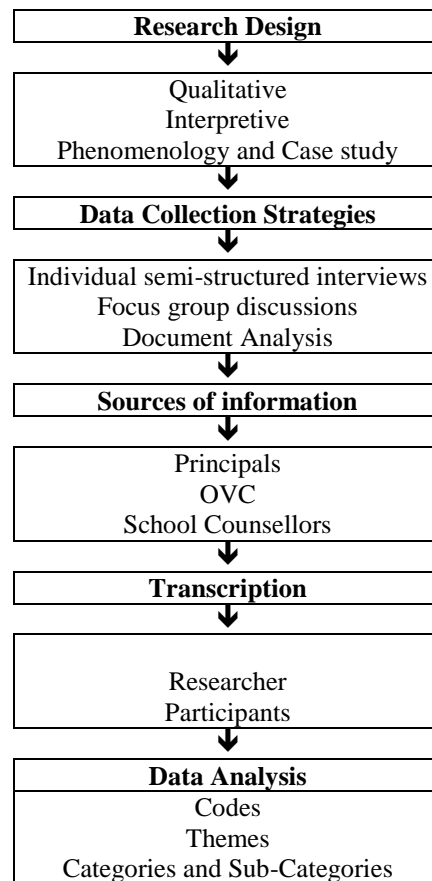 Research Design
Qualitative
Interpretive
Phenomenology and Case study
Data Collection Strategies
Individual semi-structured interviews
Focus group discussions
Document Analysis
Sources of information
Principals
OVC
School Counsellors
Transcription
Researcher
Participants
Data Analysis
Codes
Themes
Categories and Sub-Categories